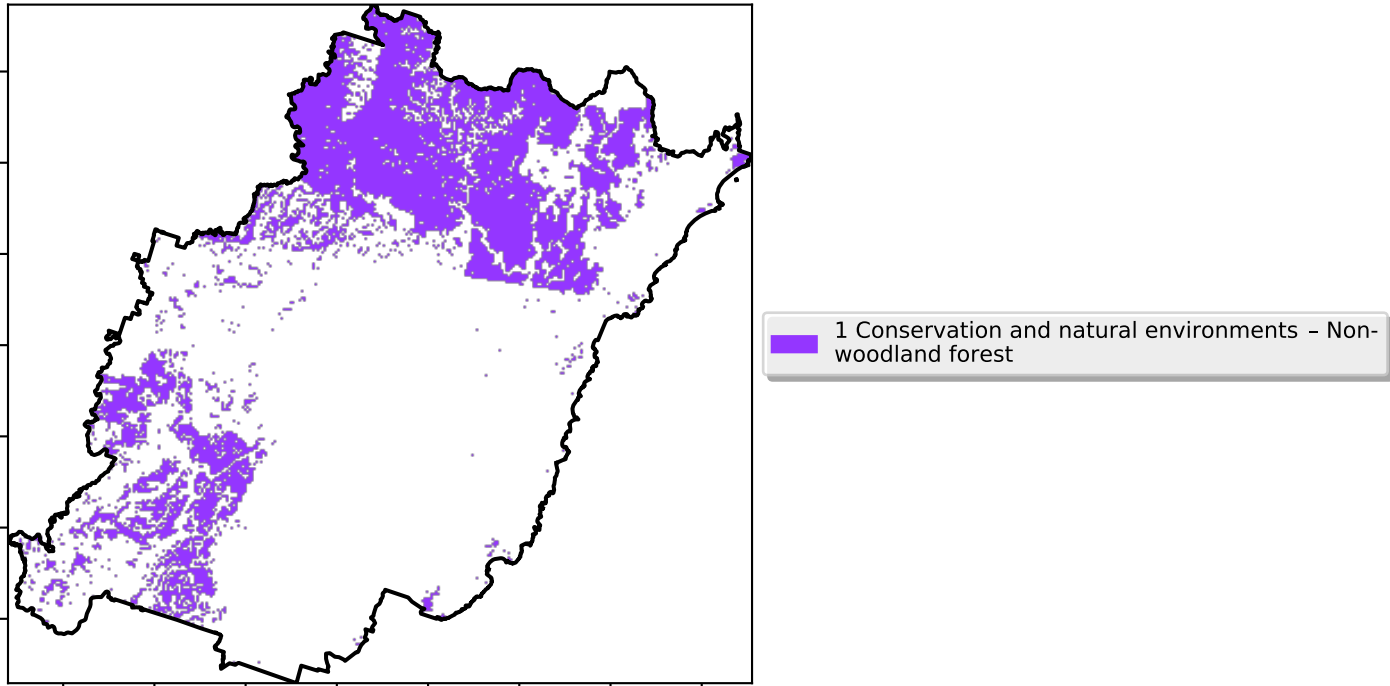 1 Conservation and natural environments – Non-
woodland forest